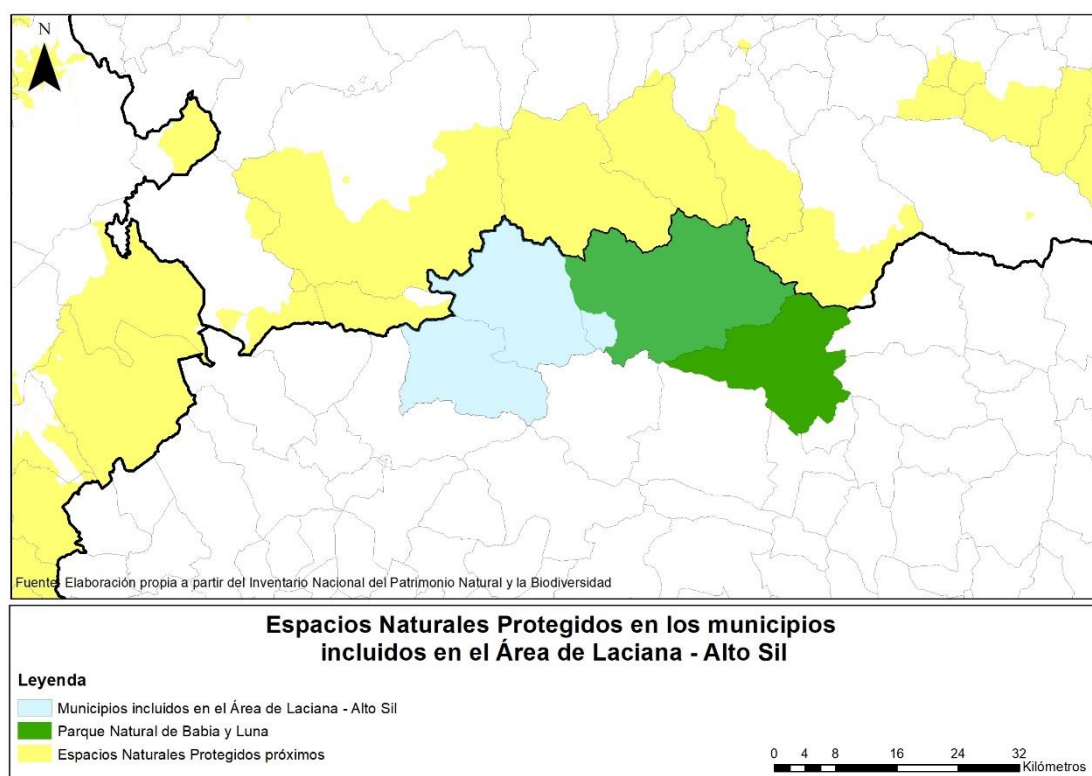 N
Fuente: Elaboración propia a partir del Inventario Nacional del Patrimonio Natural y la Biodiversidad
Espacios Naturales Protegidos en los municipios
incluidos en el Área de Laciana - Alto Sil
Leyenda
Municipios incluidos en el Área de Laciana - Alto Sil
Parque Natural de Babia y Luna
Espacios Naturales Protegidos próximos
0 4 8 16 24 32
Kilómetros